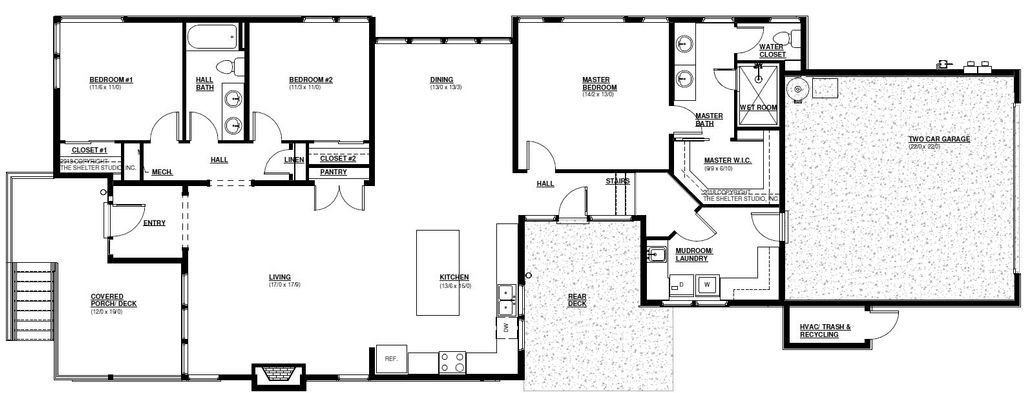 BEDROOM #1
(11/6 x 11/0)
HALL
BATH
BEDROOM #2
(11/3 x 11/0)
DINING
(13/0 x 13/3)
MASTER
BEDROOM
(14/2 x 13/0)
WATER
CLOSET
WET ROOM
MASTER
BATH
TWO CAR GARAGE
(22/0 x 22/0)
CLOSET #1
COPYRIGHT
THE SHELTER STUDIO, INC.
MECH.
HALL
LINEN
CLOSET #2
PANTRY
HALL
STAIRS
MASTER W.I.C.
(9/9 x 6/10)
COPYRIGHT
THE SHELTER STUDIO, INC.
ENTRY
LIVING
(17/0 x 17/9)
KITCHEN
(13/6 x 15/0)
MUDROOM/
LAUNDRY
D
W
COVERED
PORCH/ DECK
(12/0 x 19/0)
REAR
DECK
DW
REF.
HVAC/ TRASH &
RECYCLING